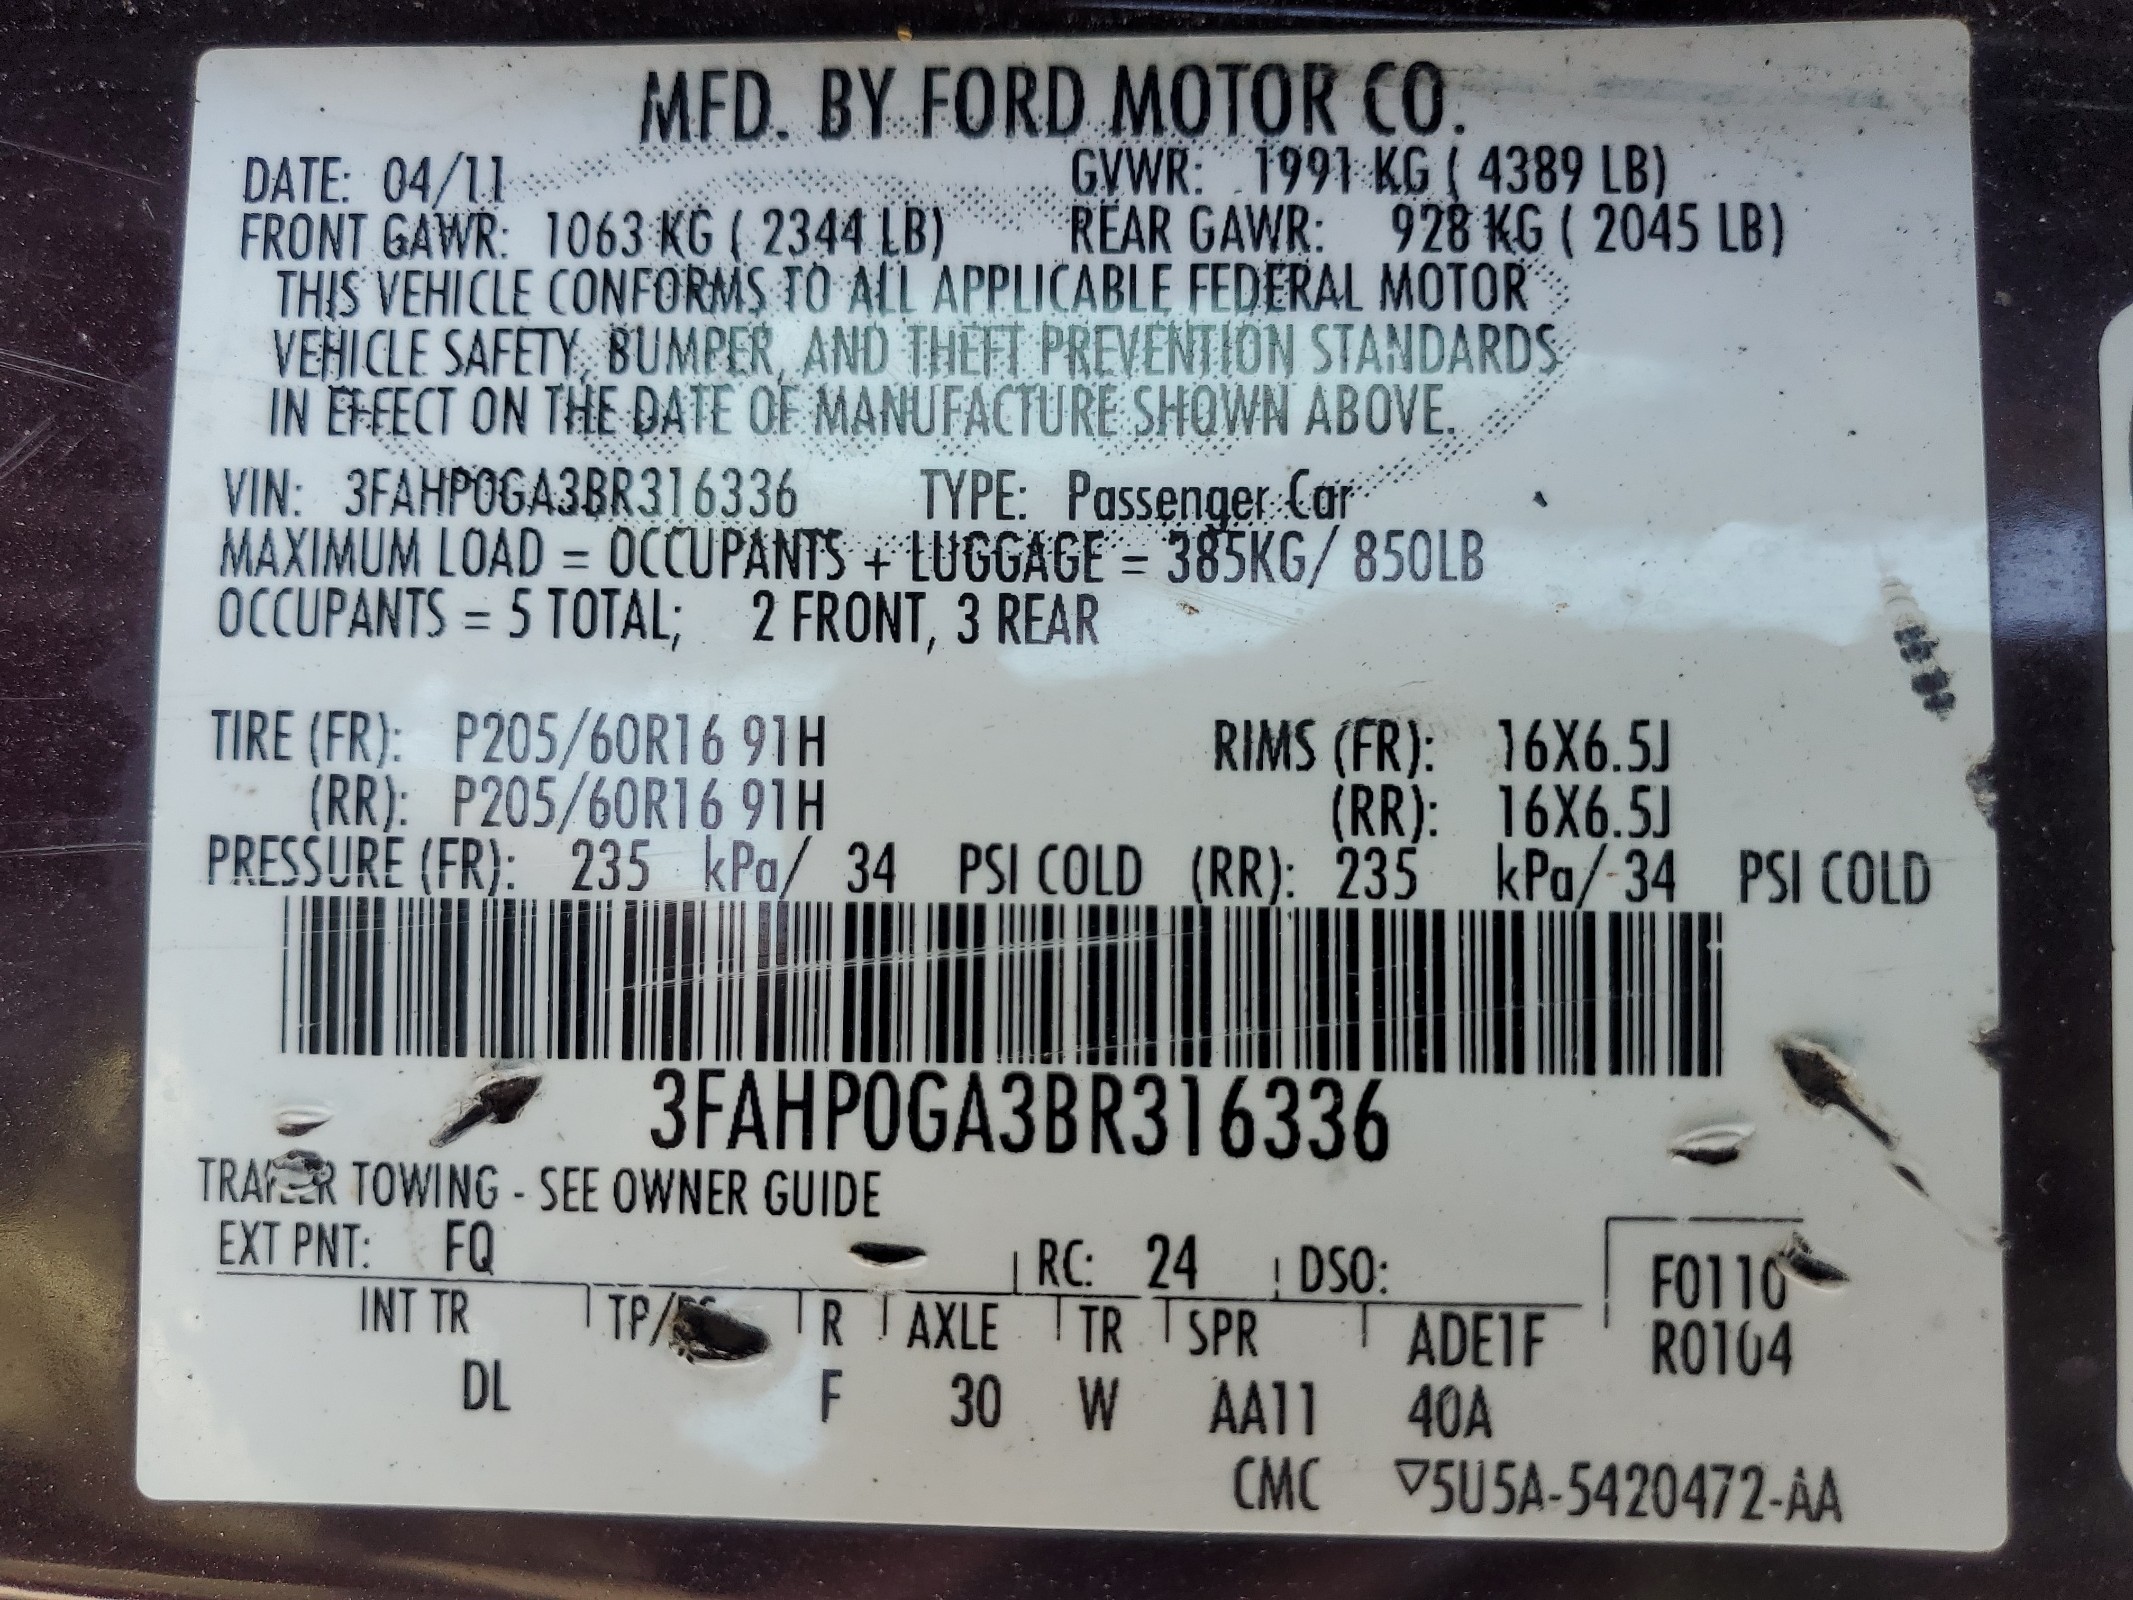 MFD. BY FORD MOTOR CO.
DATE: 04/11 GVWR: 1991 KG ( 4389 LB)
FRONT GAWR: 1063 KG ( 2344 LB) REAR GAWR: 928 KG ( 2045 LB)
THIS VEHICLE CONFORMS TO ALL APPLICABLE FEDERAL MOTOR
VEHICLE SAFETY, BUMPER, AND THEFT PREVENTION STANDARDS
IN EFFECT ON THE DATE OF MANUFACTURE SHOWN ABOVE.
VIN: 3FAHP0GA3BR316336 TYPE: Passenger Car
MAXIMUM LOAD = OCCUPANTS + LUGGAGE = 385KG/ 850LB
OCCUPANTS = 5 TOTAL; 2 FRONT, 3 REAR
TIRE (FR): P205/60R16 91H RIMS (FR): 16X6.5J
(RR): P205/60R16 91H (RR): 16X6.5J
PRESSURE (FR): 235 kPa/ 34 PSI COLD (RR): 235 kPa/ 34 PSI COLD
3FAHP0GA3BR316336
TRAILER TOWING - SEE OWNER GUIDE
EXT PNT: FQ RC: 24 DSO: F0110
INT TR R AXLE TR SPR ADE1F R0104
DL F 30 W AA11 40A
CMC ▽5U5A-5420472-AA